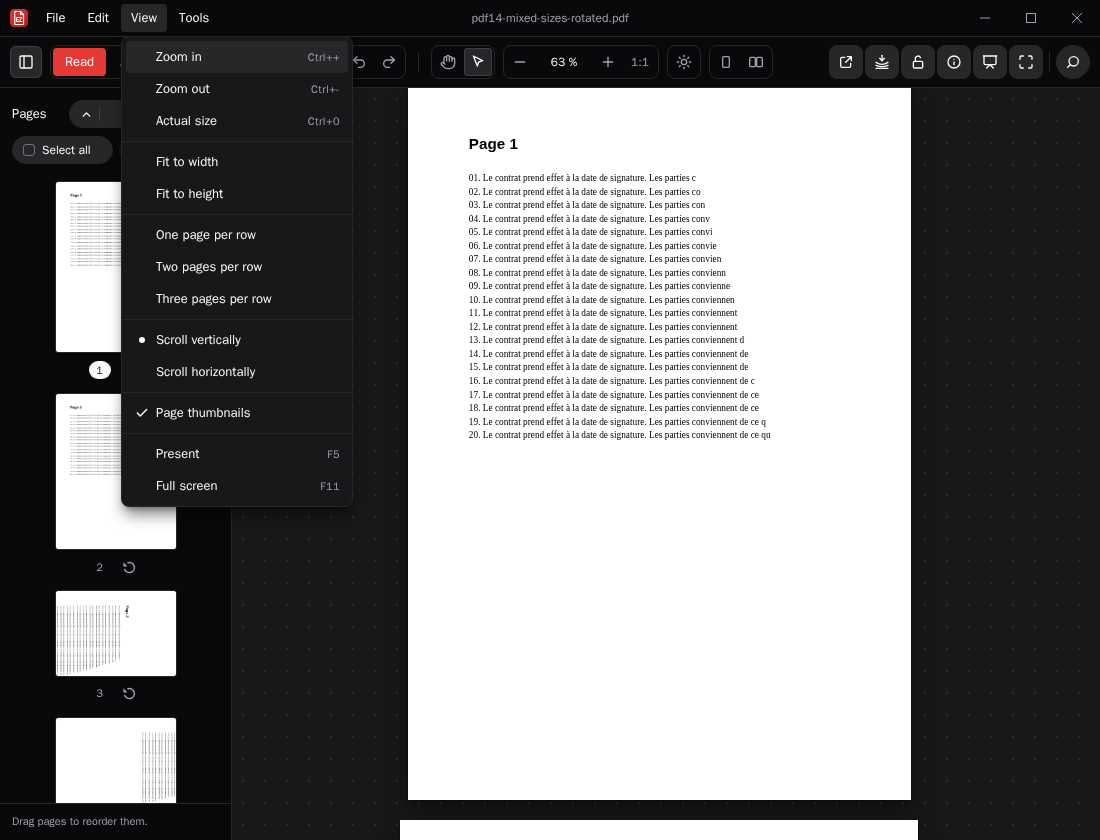 File Edit View Tools
pdf14-mixed-sizes-rotated.pdf
Read
63 %
1:1
Pages
Select all
Zoom in Ctrl++
Zoom out Ctrl+-
Actual size Ctrl+0
Fit to width
Fit to height
One page per row
Two pages per row
Three pages per row
Scroll vertically
Scroll horizontally
Page thumbnails
Present F5
Full screen F11
Page 1
1
Page 2
2
3
Drag pages to reorder them.
Page 1
01. Le contrat prend effet à la date de signature. Les parties c
02. Le contrat prend effet à la date de signature. Les parties co
03. Le contrat prend effet à la date de signature. Les parties con
04. Le contrat prend effet à la date de signature. Les parties conv
05. Le contrat prend effet à la date de signature. Les parties convi
06. Le contrat prend effet à la date de signature. Les parties convie
07. Le contrat prend effet à la date de signature. Les parties convien
08. Le contrat prend effet à la date de signature. Les parties convienn
09. Le contrat prend effet à la date de signature. Les parties convienne
10. Le contrat prend effet à la date de signature. Les parties conviennen
11. Le contrat prend effet à la date de signature. Les parties conviennent
12. Le contrat prend effet à la date de signature. Les parties conviennent
13. Le contrat prend effet à la date de signature. Les parties conviennent d
14. Le contrat prend effet à la date de signature. Les parties conviennent de
15. Le contrat prend effet à la date de signature. Les parties conviennent de
16. Le contrat prend effet à la date de signature. Les parties conviennent de c
17. Le contrat prend effet à la date de signature. Les parties conviennent de ce
18. Le contrat prend effet à la date de signature. Les parties conviennent de ce
19. Le contrat prend effet à la date de signature. Les parties conviennent de ce q
20. Le contrat prend effet à la date de signature. Les parties conviennent de ce qu